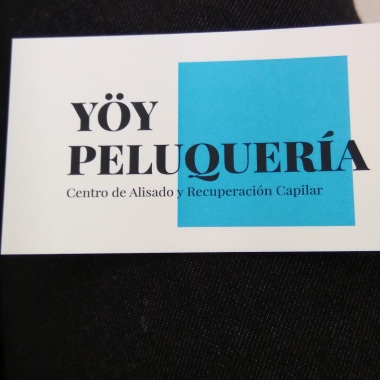 YÖY
PELUQUERÍA
Centro de Alisado y Recuperación Capilar